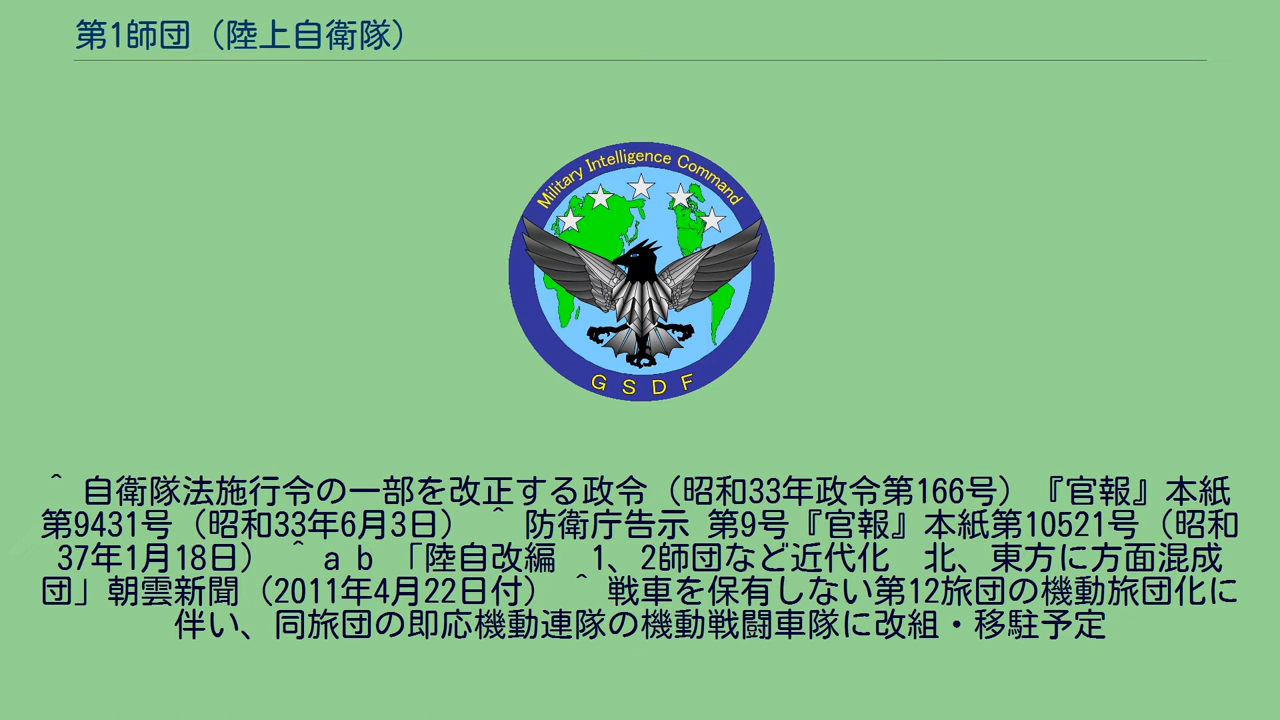 第1師団（陸上自衛隊）
Military Intelligence Command
GSDF
^ 自衛隊法施行令の一部を改正する政令（昭和33年政令第166号）『官報』本紙
第9431号（昭和33年6月3日） ^ 防衛庁告示 第9号『官報』本紙第10521号（昭和
37年1月18日） ^ a b 「陸自改編　1、2師団など近代化　北、東方に方面混成
団」朝雲新聞（2011年4月22日付） ^ 戦車を保有しない第12旅団の機動旅団化に
伴い、同旅団の即応機動連隊の機動戦闘車隊に改組・移駐予定